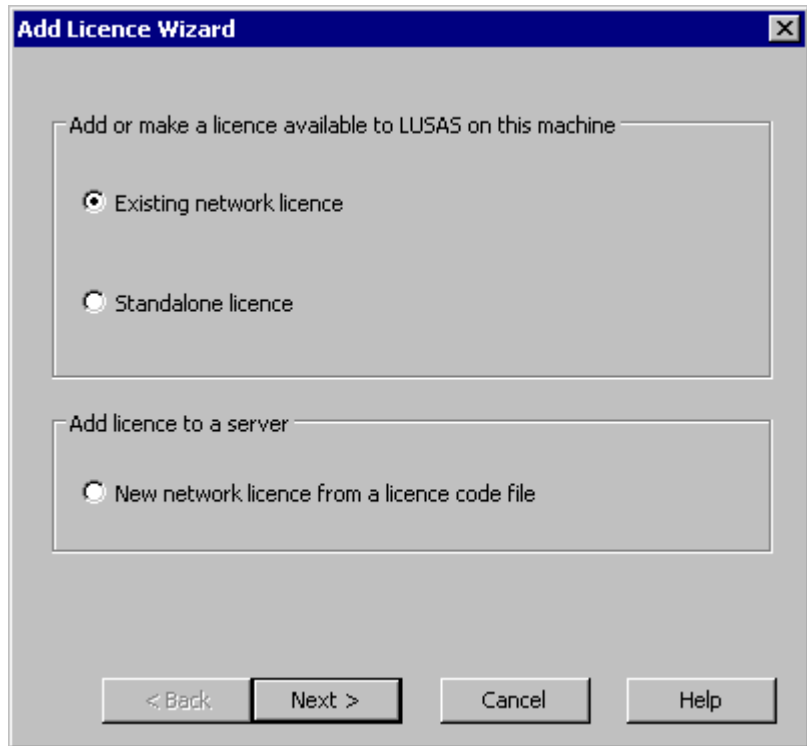 Add Licence Wizard
Add or make a licence available to LUSAS on this machine
Existing network licence
Standalone licence
Add licence to a server
New network licence from a licence code file
< Back Next > Cancel Help